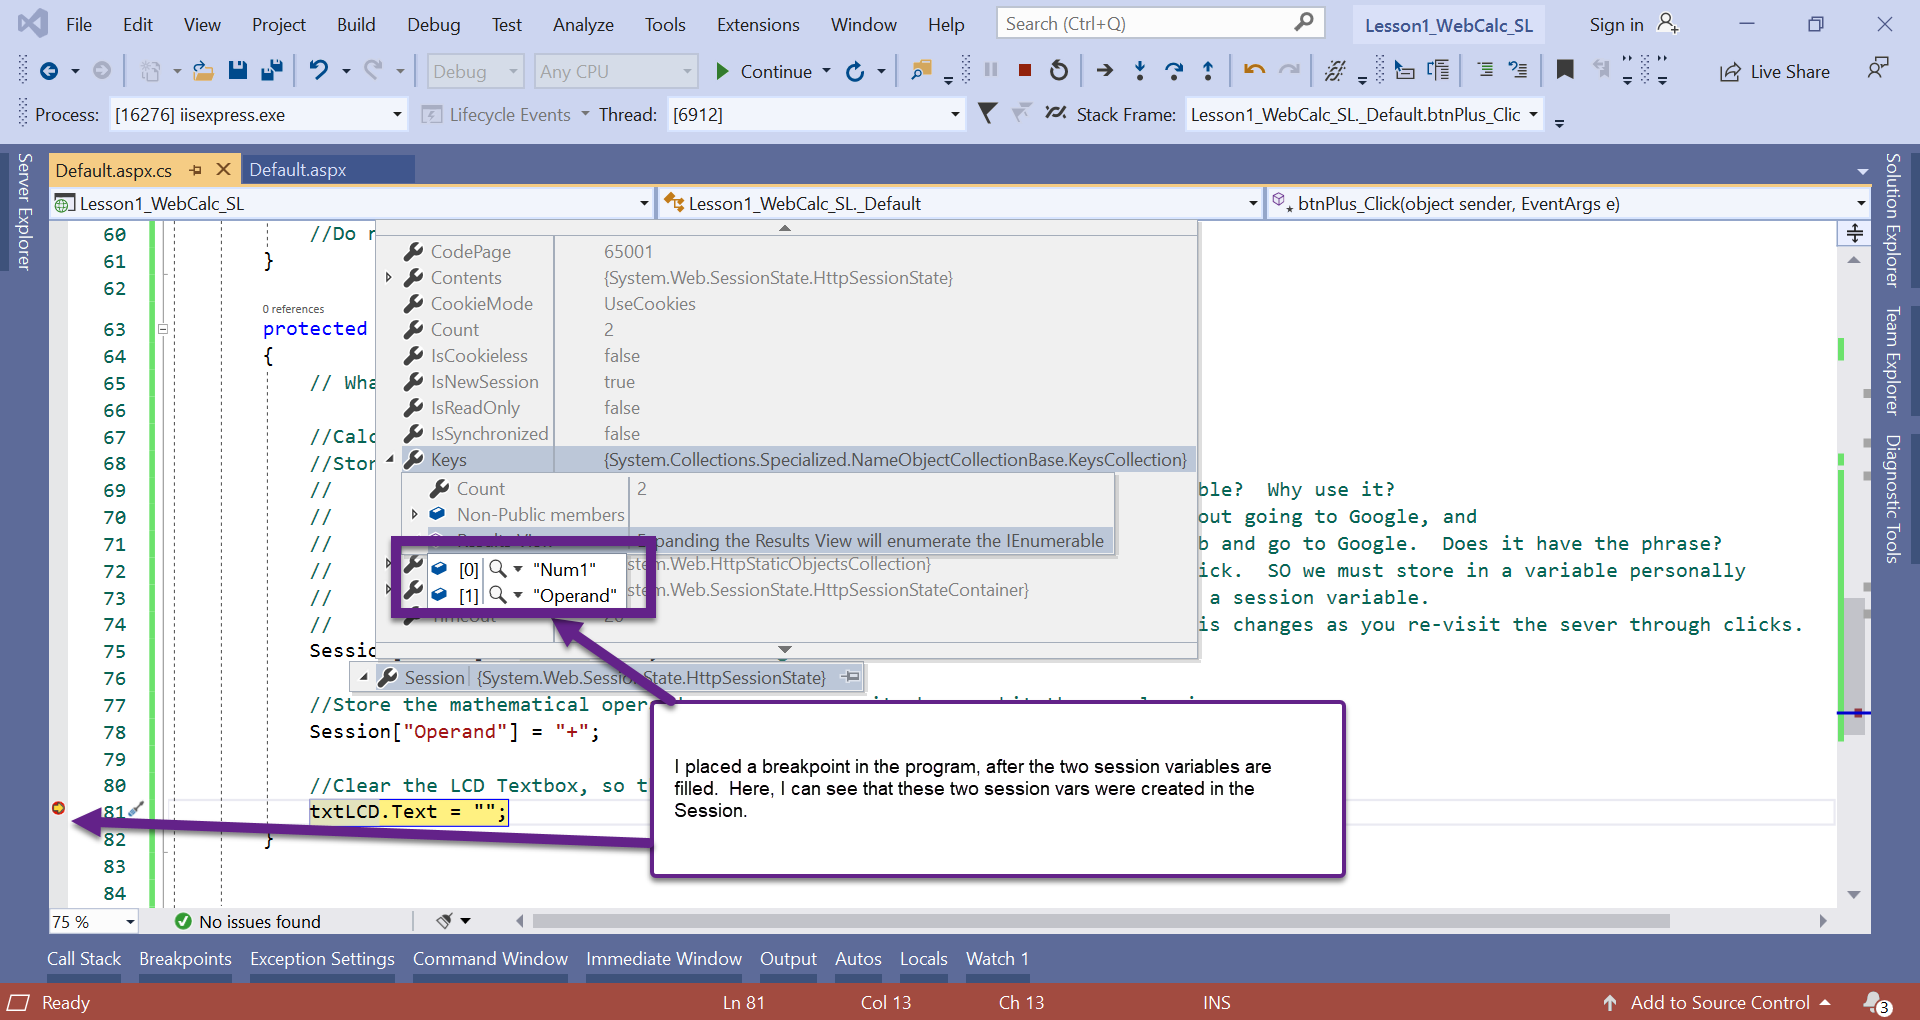 File Edit View Project Build Debug Test Analyze Tools Extensions Window Help Search (Ctrl+Q) Lesson1_WebCalc_SL Sign in
Debug Any CPU Continue Live Share
Process: [16276] iisexpress.exe Lifecycle Events Thread: [6912] Stack Frame: Lesson1_WebCalc_SL._Default.btnPlus_Clic
Server Explorer
Default.aspx.cs Default.aspx
Lesson1_WebCalc_SL Lesson1_WebCalc_SL._Default btnPlus_Click(object sender, EventArgs e)
60 //Do
61 }
62
0 references
63 protected
64 {
65 // Wha
66
67 //Calc
68 //Stor
69 // ble? Why use it?
70 // out going to Google, and
71 // b and go to Google. Does it have the phrase?
72 // ick. SO we must store in a variable personally
73 // a session variable.
74 // is changes as you re-visit the sever through clicks.
75 Sessic
76
77 //Store the mathematical oper
78 Session["Operand"] = "+";
79
80 //Clear the LCD Textbox, so t
81 txtLCD.Text = "";
82 }
83
84
CodePage 65001
Contents {System.Web.SessionState.HttpSessionState}
CookieMode UseCookies
Count 2
IsCookieless false
IsNewSession true
IsReadOnly false
IsSynchronized false
Keys {System.Collections.Specialized.NameObjectCollectionBase.KeysCollection}
Count 2
Non-Public members
Results View Expanding the Results View will enumerate the IEnumerable
[0] "Num1"
[1] "Operand"
stem.Web.HttpStaticObjectsCollection}
stem.Web.SessionState.HttpSessionStateContainer}
Timeout 20
Session {System.Web.SessionState.HttpSessionState}
I placed a breakpoint in the program, after the two session variables are
filled. Here, I can see that these two session vars were created in the
Session.
Solution Explorer
Team Explorer
Diagnostic Tools
75 % No issues found
Call Stack Breakpoints Exception Settings Command Window Immediate Window Output Autos Locals Watch 1
Ready Ln 81 Col 13 Ch 13 INS Add to Source Control 3